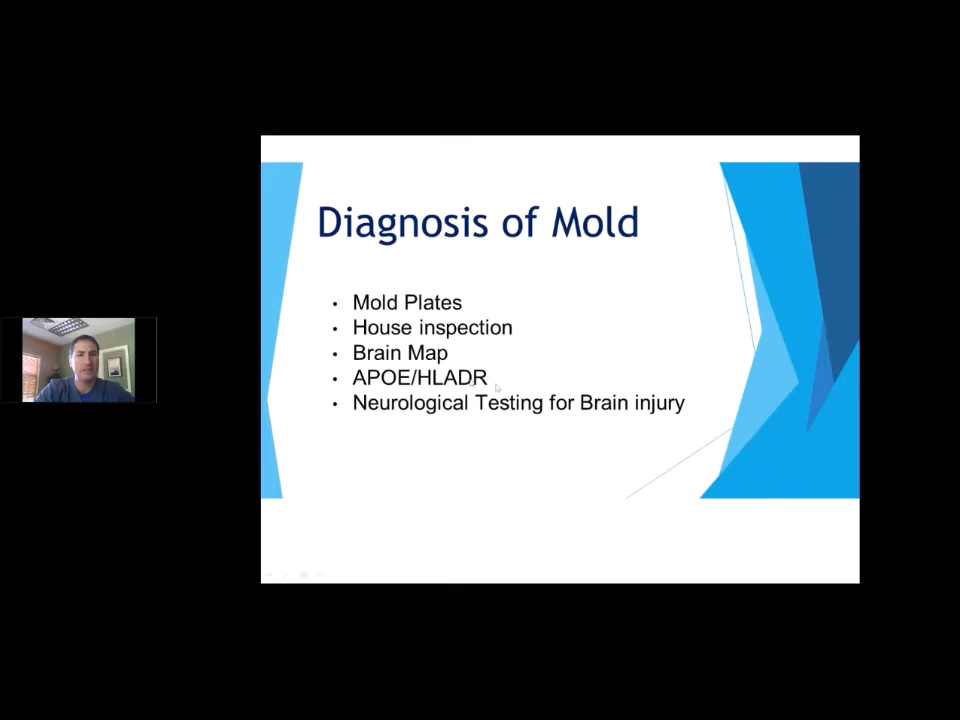 Diagnosis of Mold
• Mold Plates
• House inspection
• Brain Map
• APOE/HLADR
• Neurological Testing for Brain injury